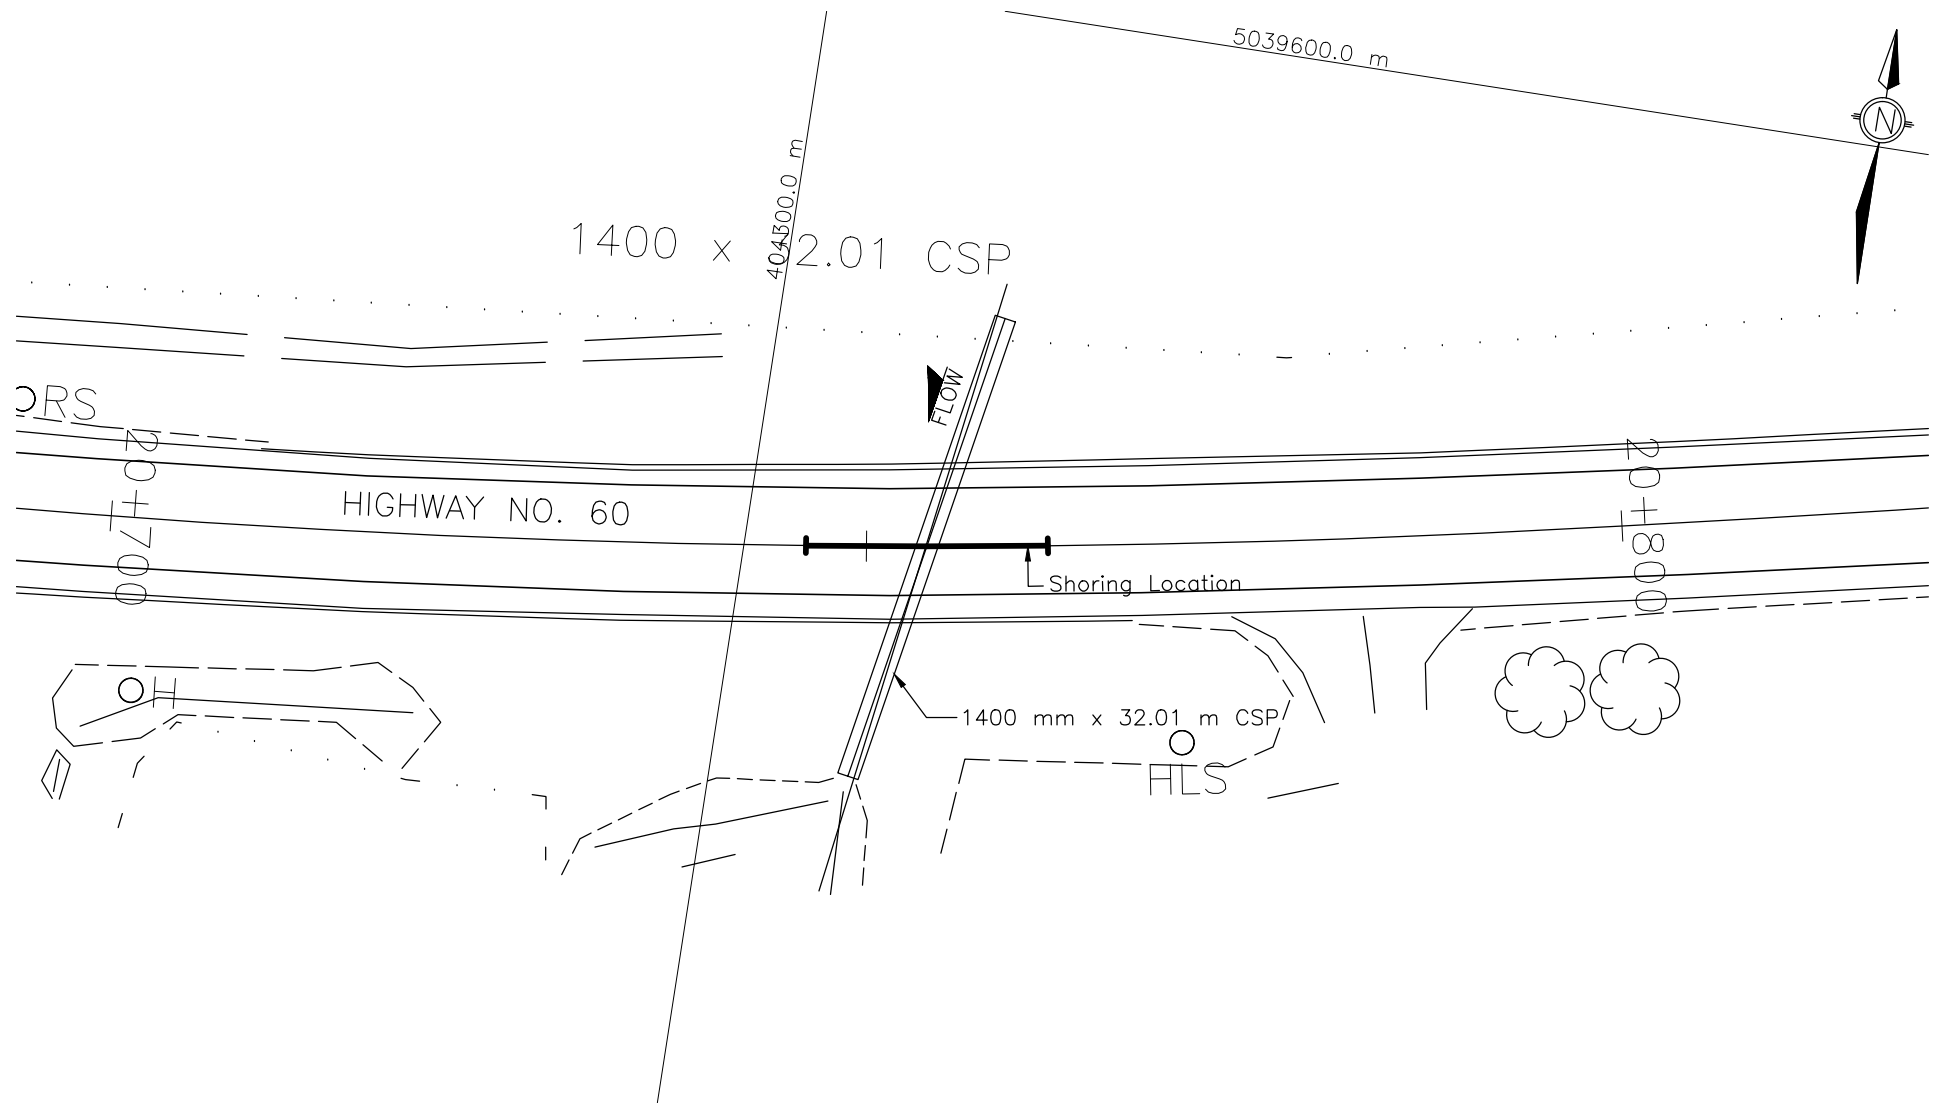 5039600.0 m
N
404300.0 m
1400 x 32.01 CSP
ORS
FLOW
20+700
20+800
HIGHWAY NO. 60
Shoring Location
H
1400 mm x 32.01 m CSP
HLS